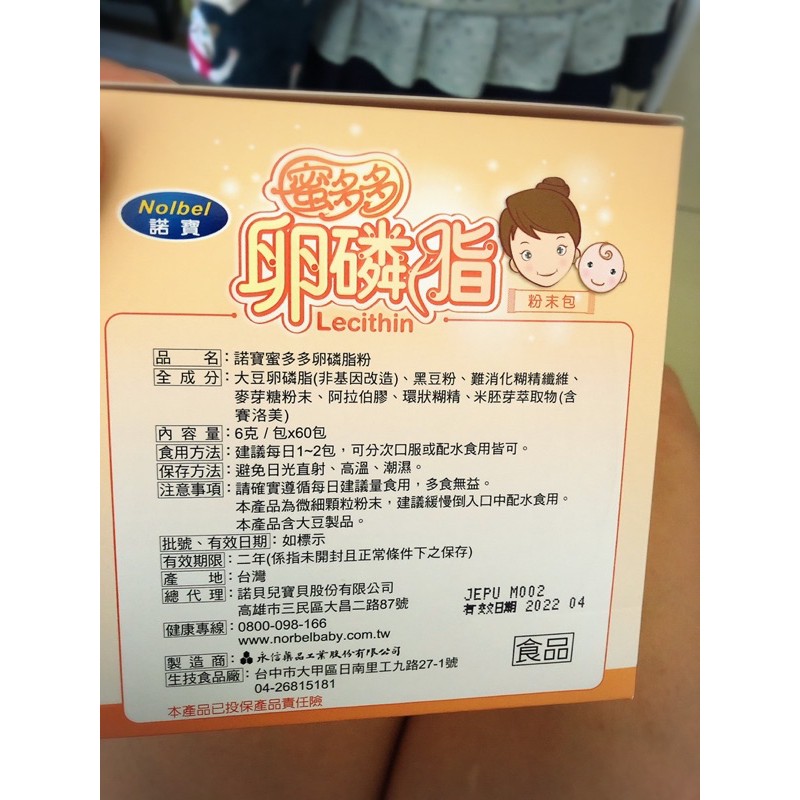 Nolbel
諾寶
蜜多多
卵磷脂
Lecithin
粉末包
品名：諾寶蜜多多卵磷脂粉
全成分：大豆卵磷脂(非基因改造)、黑豆粉、難消化糊精纖維、
麥芽糖粉末、阿拉伯膠、環狀糊精、米胚芽萃取物(含
賽洛美)
內容量：6克/包x60包
食用方法：建議每日1~2包，可分次口服或配水食用皆可。
保存方法：避免日光直射、高溫、潮濕。
注意事項：請確實遵循每日建議量食用，多食無益。
本產品為微細顆粒粉末，建議緩慢倒入口中配水食用。
本產品含大豆製品。
批號、有效日期：如標示
有效期限：二年(係指未開封且正常條件下之保存)
產地：台灣
總代理：諾貝兒寶貝股份有限公司
高雄市三民區大昌二路87號
JEPU M002
有效日期 2022 04
健康專線：0800-098-166
www.norbelbaby.com.tw
製造商：永信藥品工業股份有限公司
生技食品廠：台中市大甲區日南里工九路27-1號
04-26815181
食品
本產品已投保產品責任險